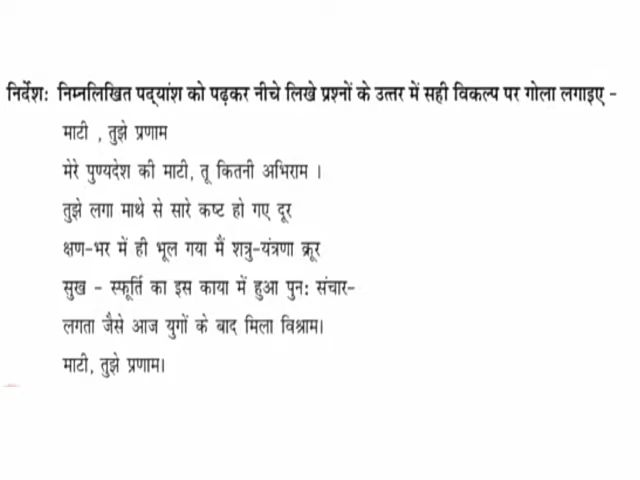 निर्देश: निम्नलिखित पद्यांश को पढ़कर नीचे लिखे प्रश्नों के उत्तर में सही विकल्प पर गोला लगाइए -
माटी , तुझे प्रणाम
मेरे पुण्यदेश की माटी, तू कितनी अभिराम ।
तुझे लगा माथे से सारे कष्ट हो गए दूर
क्षण-भर में ही भूल गया मैं शत्रु-यंत्रणा क्रूर
सुख - स्फूर्ति का इस काया में हुआ पुन: संचार-
लगता जैसे आज युगों के बाद मिला विश्राम।
माटी, तुझे प्रणाम।